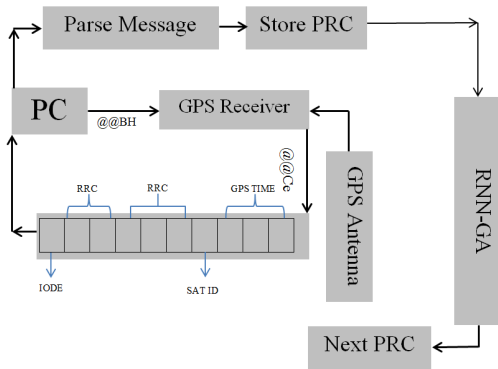 Parse Message
Store PRC
PC
@@BH
GPS Receiver
@@Ce
GPS Antenna
RNN-GA
RRC
RRC
GPS TIME
IODE
SAT ID
Next PRC